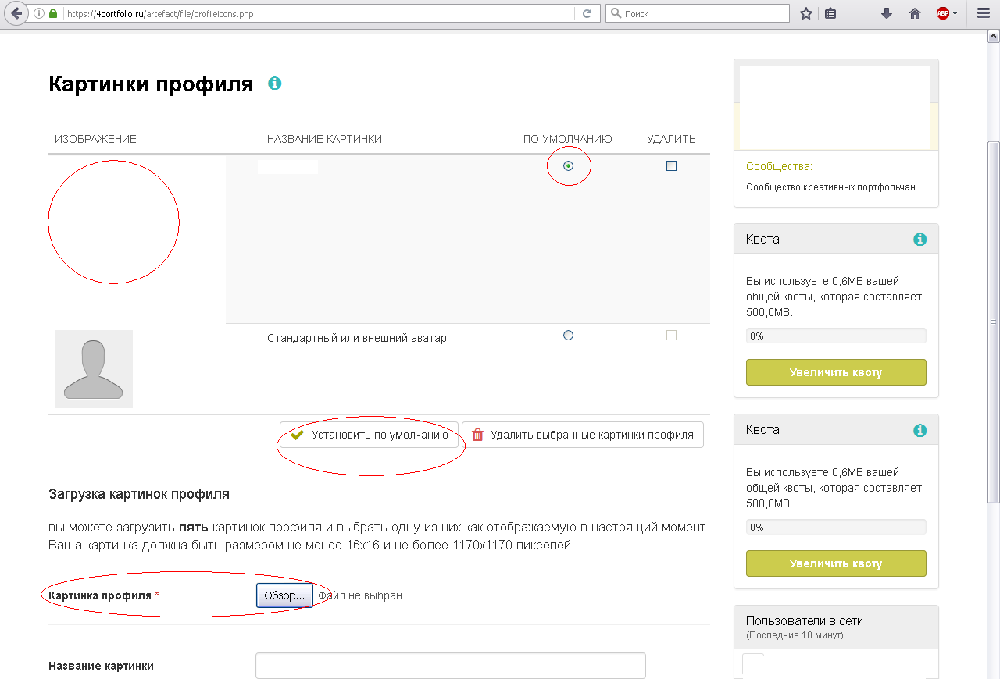 https://4portfolio.ru/artefact/file/profileicons.php
Поиск
ABP
Картинки профиля
ИЗОБРАЖЕНИЕ НАЗВАНИЕ КАРТИНКИ ПО УМОЛЧАНИЮ УДАЛИТЬ
Стандартный или внешний аватар
Установить по умолчанию Удалить выбранные картинки профиля
Загрузка картинок профиля
вы можете загрузить пять картинок профиля и выбрать одну из них как отображаемую в настоящий момент.
Ваша картинка должна быть размером не менее 16x16 и не более 1170x1170 пикселей.
Картинка профиля * Обзор... Файл не выбран.
Название картинки
Сообщества:
Сообщество креативных портфольчан
Квота
Вы используете 0,6MB вашей
общей квоты, которая составляет
500,0MB.
0%
Увеличить квоту
Квота
Вы используете 0,6MB вашей
общей квоты, которая составляет
500,0MB.
0%
Увеличить квоту
Пользователи в сети
(Последние 10 минут)